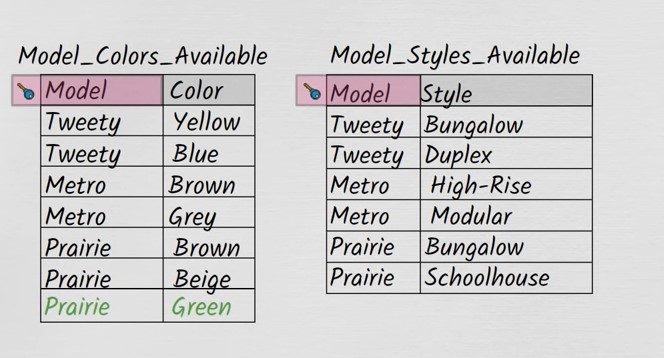 Model_Colors_Available
Model Color
Tweety Yellow
Tweety Blue
Metro Brown
Metro Grey
Prairie Brown
Prairie Beige
Prairie Green
Model_Styles_Available
Model Style
Tweety Bungalow
Tweety Duplex
Metro High-Rise
Metro Modular
Prairie Bungalow
Prairie Schoolhouse